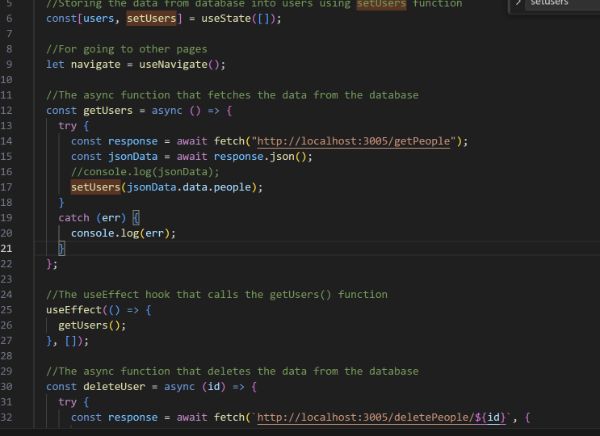 setusers
5 //Storing the data from database into users using setUsers function
6 const[users, setUsers] = useState([]);
7
8 //For going to other pages
9 let navigate = useNavigate();
10
11 //The async function that fetches the data from the database
12 const getUsers = async () => {
13 try {
14 const response = await fetch("http://localhost:3005/getPeople");
15 const jsonData = await response.json();
16 //console.log(jsonData);
17 setUsers(jsonData.data.people);
18 }
19 catch (err) {
20 console.log(err);
21 }
22 };
23
24 //The useEffect hook that calls the getUsers() function
25 useEffect(() => {
26 getUsers();
27 }, []);
28
29 //The async function that deletes the data from the database
30 const deleteUser = async (id) => {
31 try {
32 const response = await fetch(`http://localhost:3005/deletePeople/${id}`, {